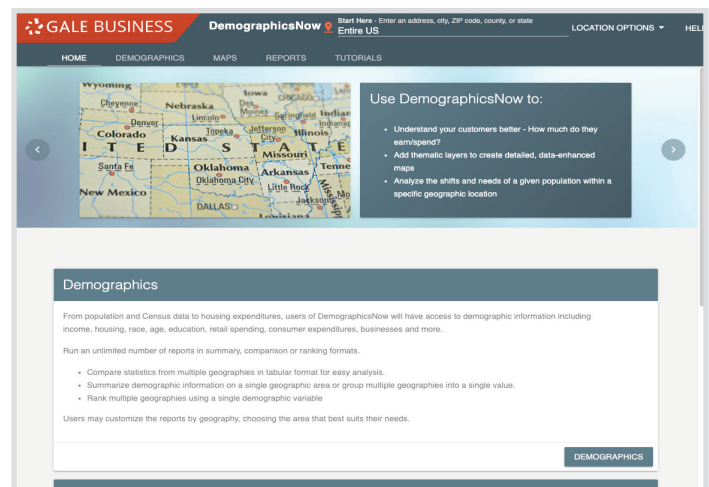 GALE BUSINESS
DemographicsNow
Start Here - Enter an address, city, ZIP code, county, or state
Entire US
LOCATION OPTIONS
HOME
DEMOGRAPHICS
MAPS
REPORTS
TUTORIALS
Wyoming
Iowa
CHICAGO
Cheyenne
Nebraska
Des
Moines
Springfield
Indian
Lincoln
Denver
Topeka
Jefferson
City
Illinois
Colorado
Kansas
I T E D S T A T E
Missouri
Santa Fe
Oklahoma
Tenne
Arkansas
Oklahoma City
Little Rock
New Mexico
Mississip
Jackson
DALLAS
Louisiana
Use DemographicsNow to:
• Understand your customers better - How much do they
earn/spend?
• Add thematic layers to create detailed, data-enhanced
maps
• Analyze the shifts and needs of a given population within a
specific geographic location
Demographics
From population and Census data to housing expenditures, users of DemographicsNow will have access to demographic information including
income, housing, race, age, education, retail spending, consumer expenditures, businesses and more.
Run an unlimited number of reports in summary, comparison or ranking formats.
• Compare statistics from multiple geographies in tabular format for easy analysis.
• Summarize demographic information on a single geographic area or group multiple geographies into a single value.
• Rank multiple geographies using a single demographic variable
Users may customize the reports by geography, choosing the area that best suits their needs.
DEMOGRAPHICS